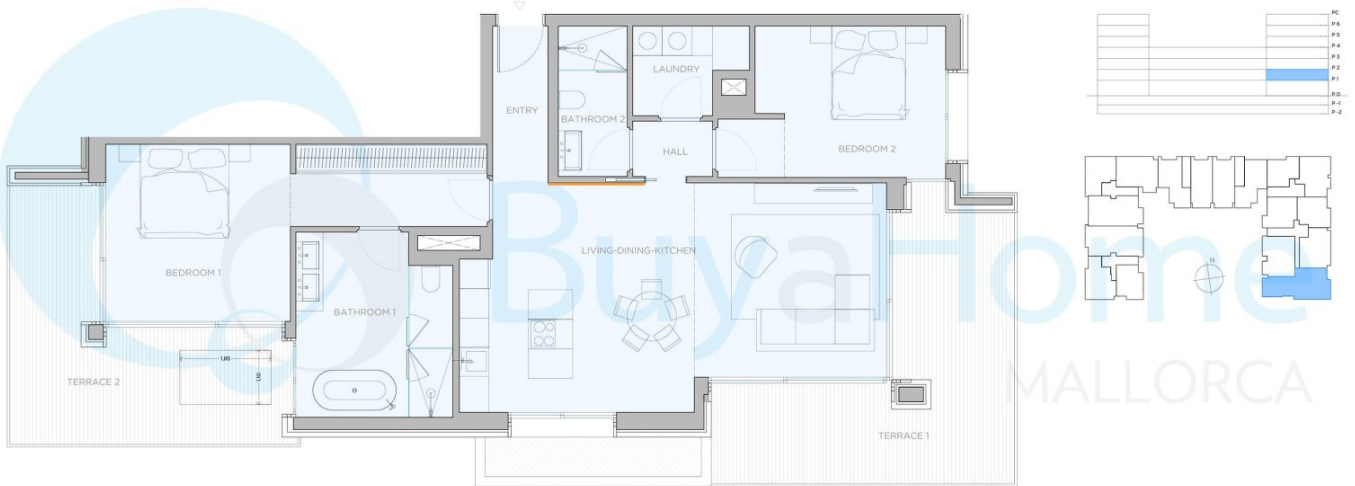 ENTRY
BATHROOM 2
LAUNDRY
HALL
BEDROOM 2
BEDROOM 1
BATHROOM 1
LIVING-DINING-KITCHEN
TERRACE 2
1,85
1,10
TERRACE 1
BuyaHome
MALLORCA
PC
P 6
P 5
P 4
P 3
P 2
P 1
P 0
P -1
P -2
N